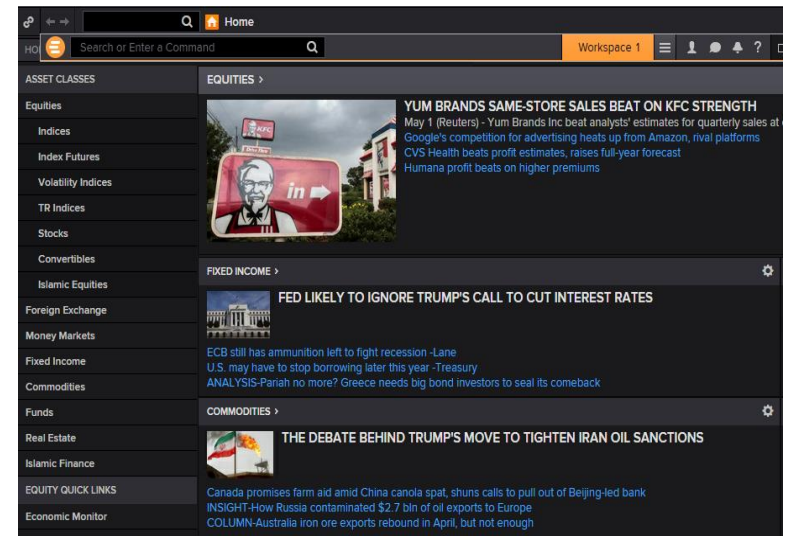 Home
HO
Search or Enter a Command
Workspace 1
ASSET CLASSES
Equities
Indices
Index Futures
Volatility Indices
TR Indices
Stocks
Convertibles
Islamic Equities
Foreign Exchange
Money Markets
Fixed Income
Commodities
Funds
Real Estate
Islamic Finance
EQUITY QUICK LINKS
Economic Monitor
EQUITIES >
KFC
Drive Thru
in
YUM BRANDS SAME-STORE SALES BEAT ON KFC STRENGTH
May 1 (Reuters) - Yum Brands Inc beat analysts' estimates for quarterly sales at
Google's competition for advertising heats up from Amazon, rival platforms
CVS Health beats profit estimates, raises full-year forecast
Humana profit beats on higher premiums
FIXED INCOME >
FED LIKELY TO IGNORE TRUMP'S CALL TO CUT INTEREST RATES
ECB still has ammunition left to fight recession -Lane
U.S. may have to stop borrowing later this year -Treasury
ANALYSIS-Pariah no more? Greece needs big bond investors to seal its comeback
COMMODITIES >
THE DEBATE BEHIND TRUMP'S MOVE TO TIGHTEN IRAN OIL SANCTIONS
Canada promises farm aid amid China canola spat, shuns calls to pull out of Beijing-led bank
INSIGHT-How Russia contaminated $2.7 bln of oil exports to Europe
COLUMN-Australia iron ore exports rebound in April, but not enough